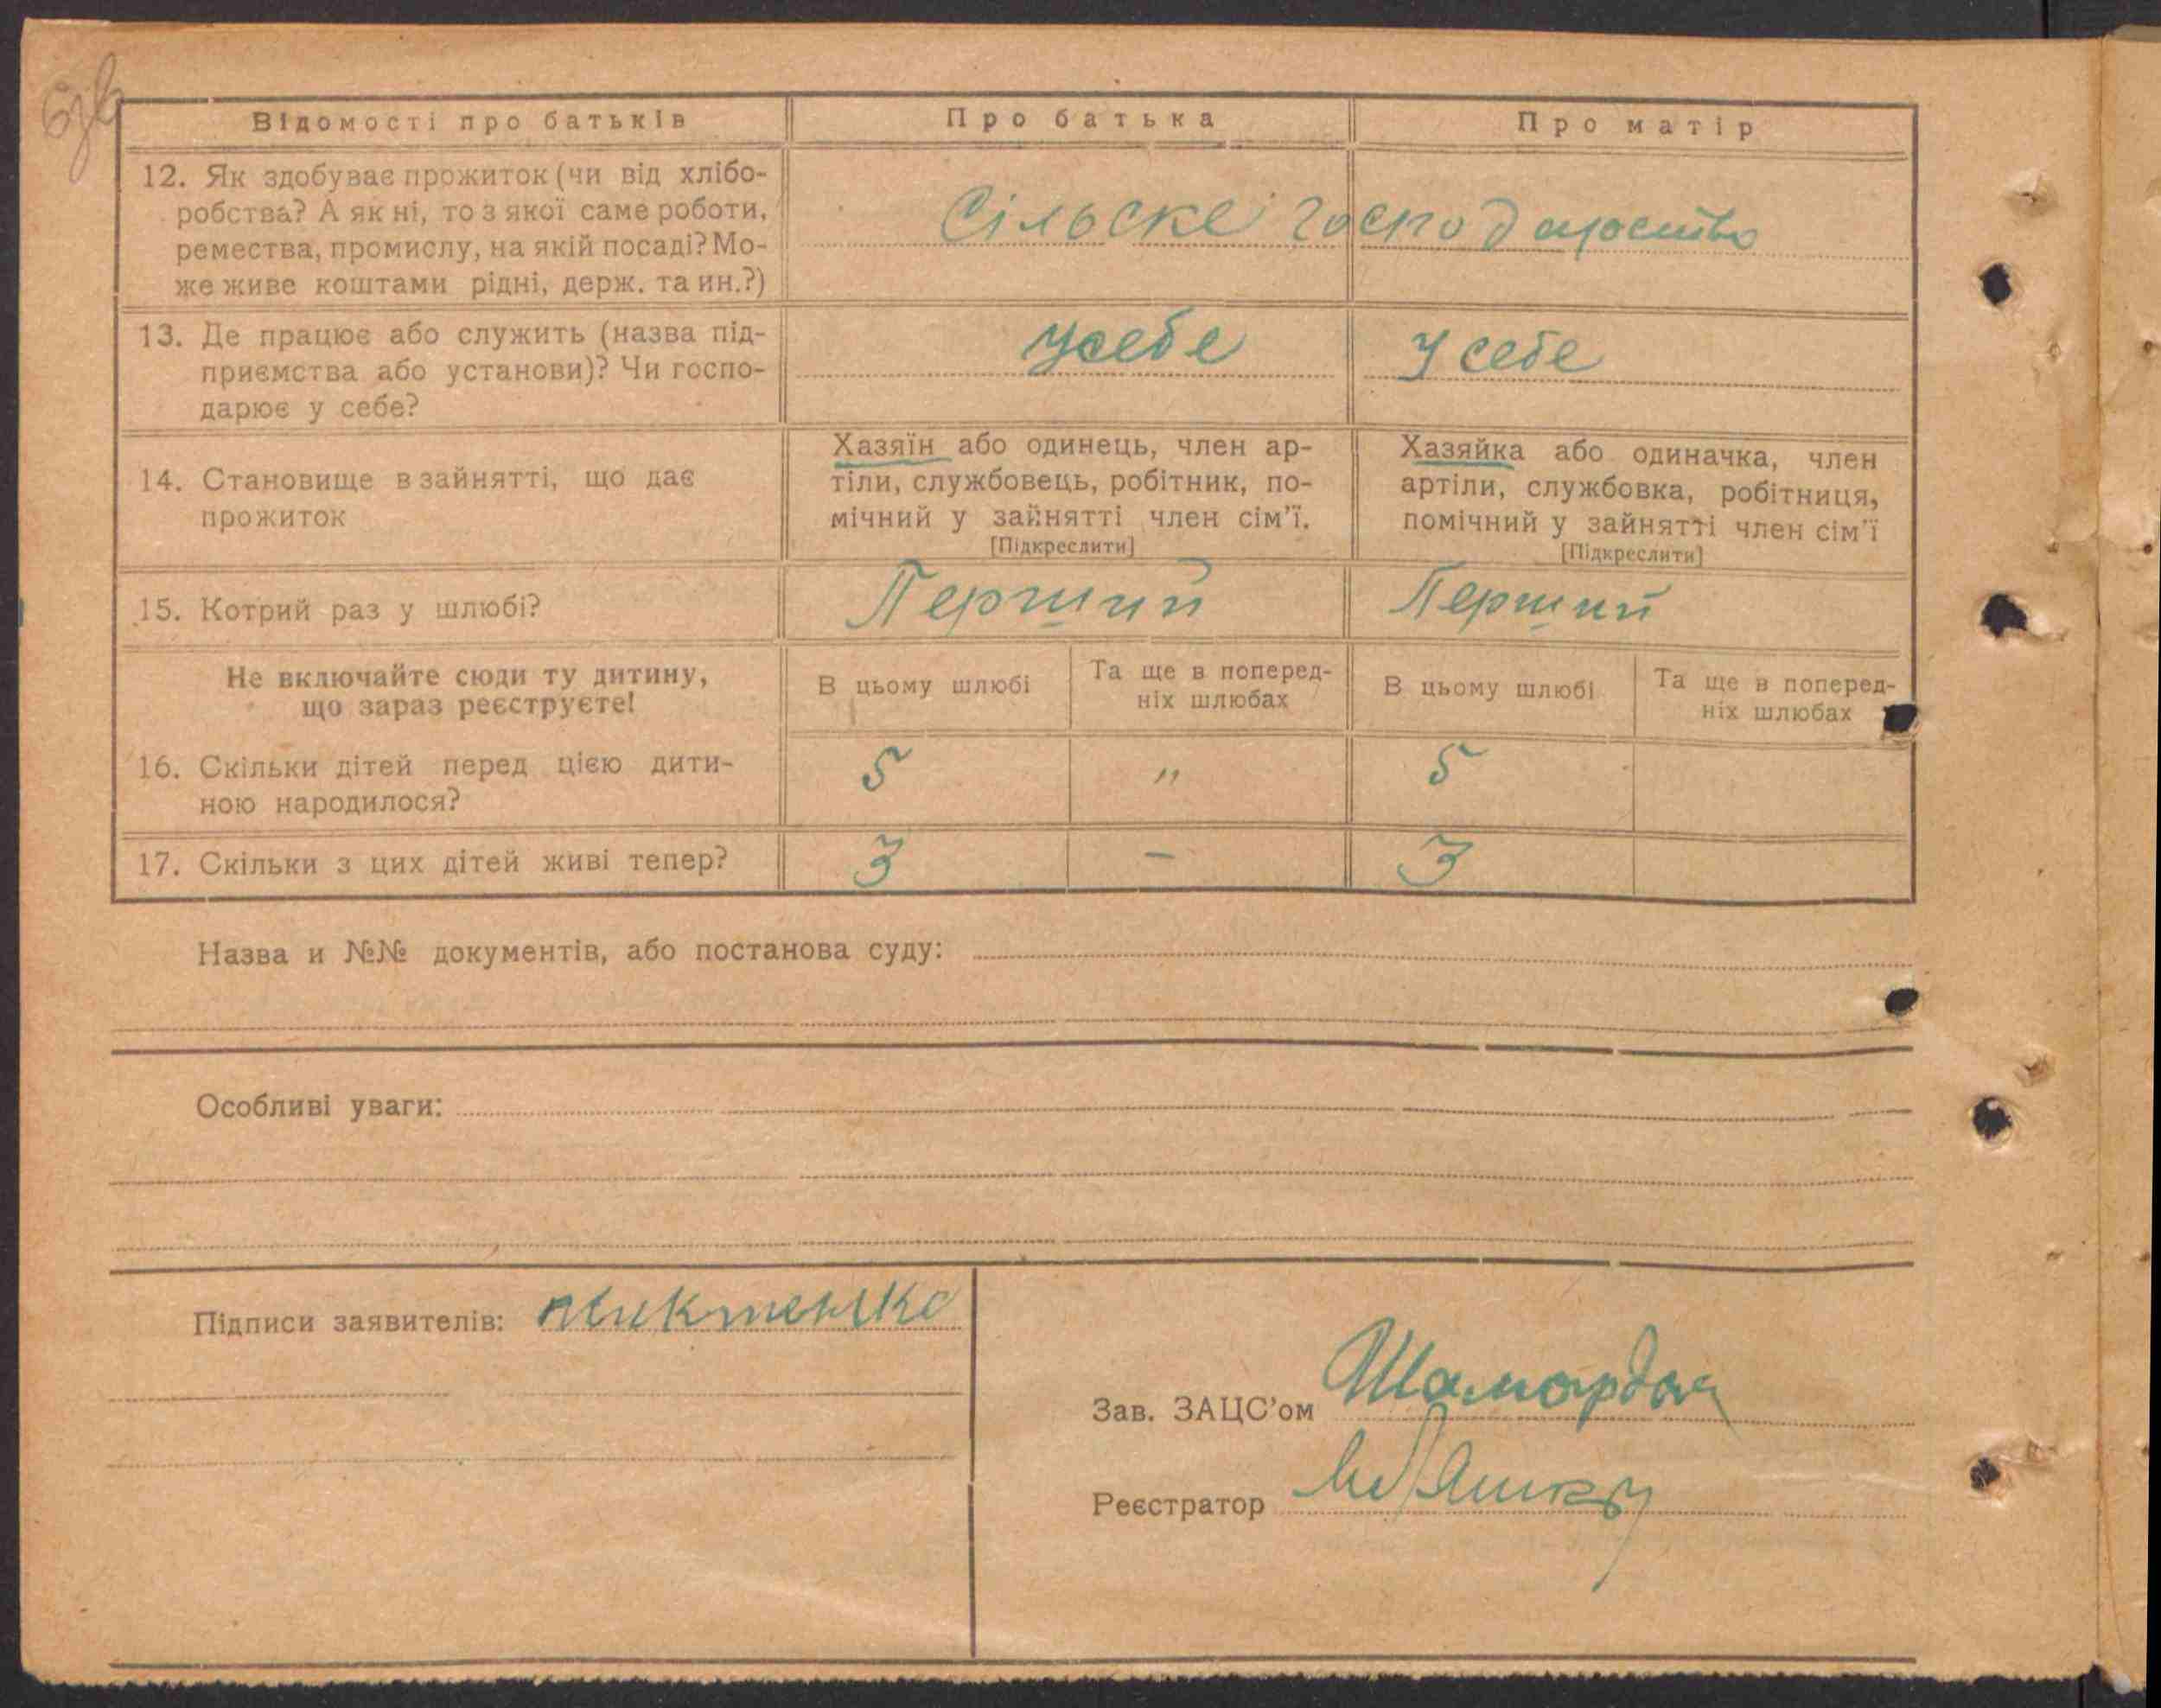 Відомості про батьків
Про батька
Про матір
12. Як здобуває прожиток (чи від хлібо-
робства? А як ні, то з якої саме роботи,
ремества, промислу, на якій посаді? Мо-
же живе коштами рідні, держ. та ин.?)
Сільске господарство
13. Де працює або служить (назва під-
приємства або установи)? Чи госпо-
дарює у себе?
У себе
У себе
14. Становище в зайнятті, що дає
прожиток
Хазяїн або одинець, член ар-
тіли, службовець, робітник, по-
мічний у зайнятті член сім'ї.
[Підкреслити]
Хазяйка або одиначка, член
артіли, службовка, робітниця,
помічний у зайнятті член сім'ї
[Підкреслити]
15. Котрий раз у шлюбі?
Перший
Перший
Не включайте сюди ту дитину,
що зараз реєструєте!
В цьому шлюбі
Та ще в поперед-
ніх шлюбах
В цьому шлюбі
Та ще в поперед-
ніх шлюбах
16. Скільки дітей перед цією дити-
ною народилося?
5
"
5
17. Скільки з цих дітей живі тепер?
3
–
3
Назва и №№ документів, або постанова суду:
Особливі уваги:
Підписи заявителів:
Зав. ЗАЦС'ом
Реєстратор